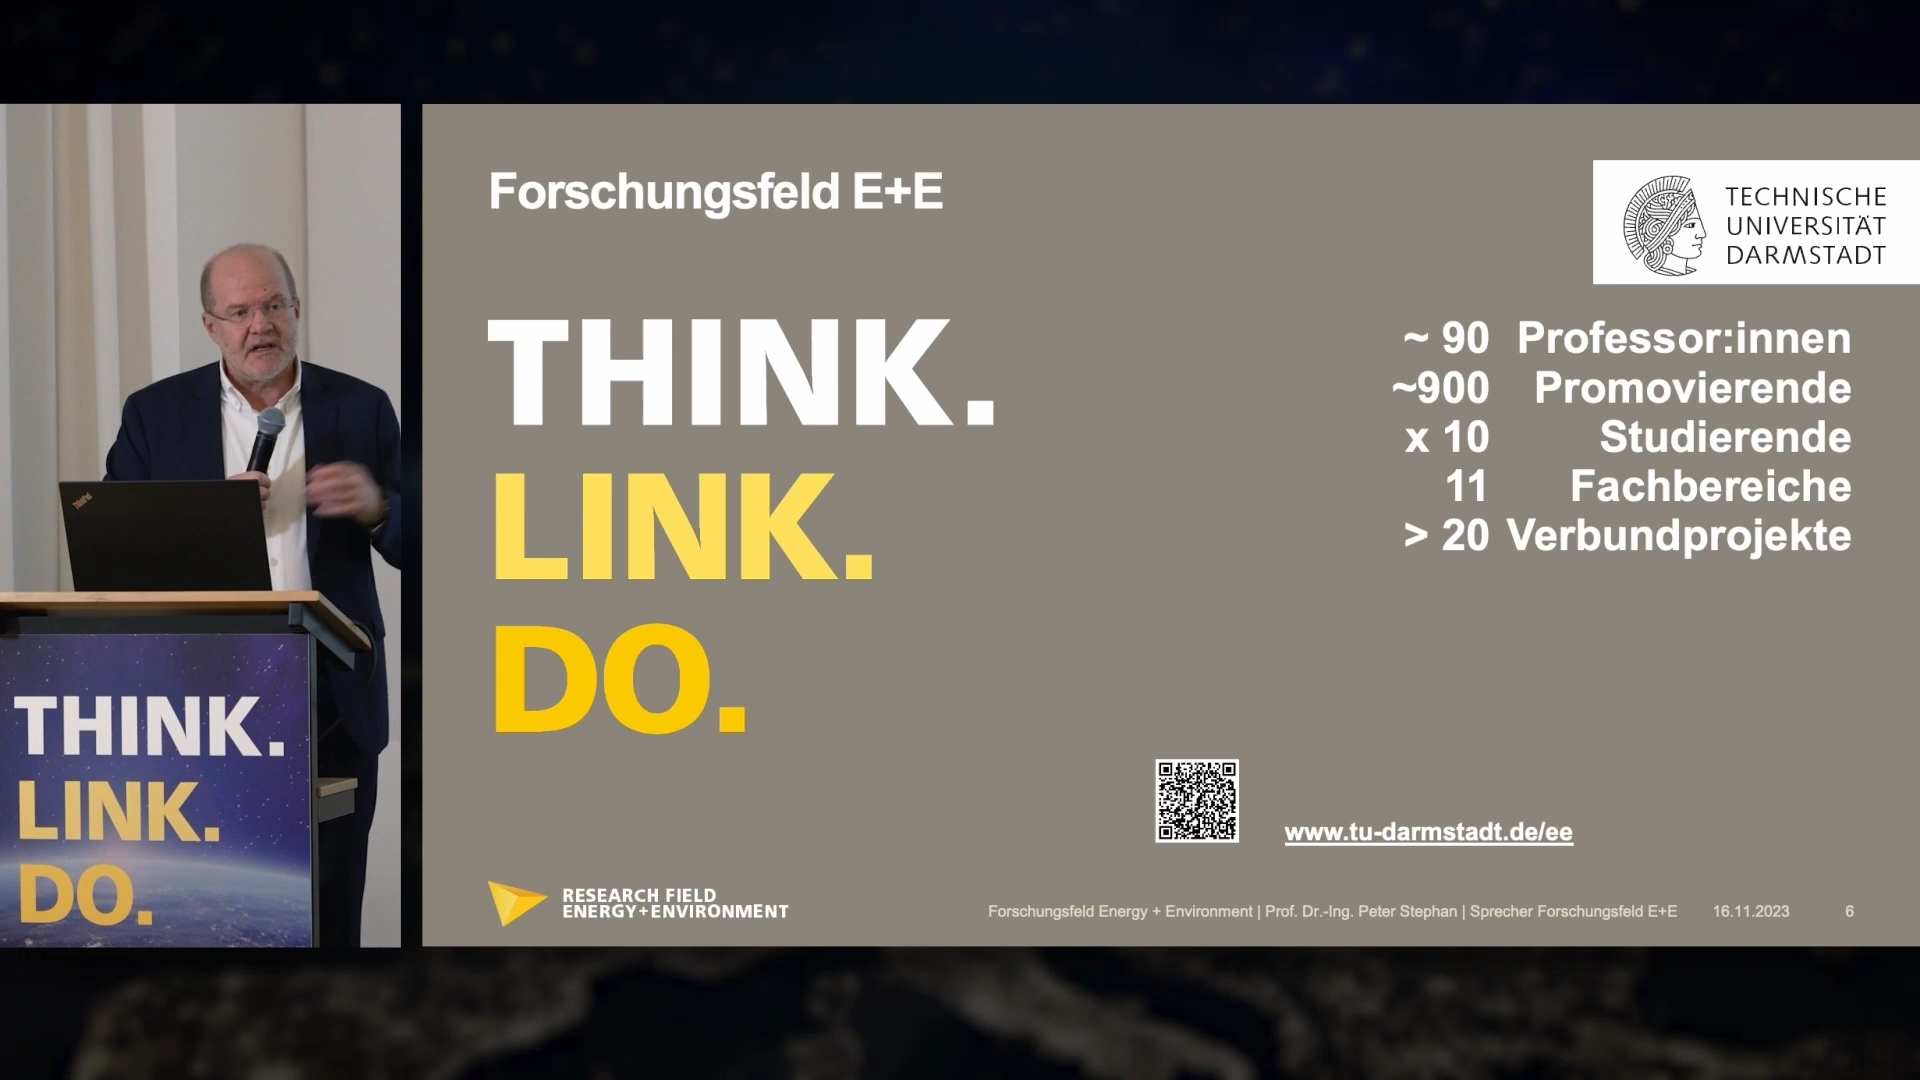 Forschungsfeld E+E
TECHNISCHE
UNIVERSITÄT
DARMSTADT
THINK.
LINK.
DO.
~ 90 Professor:innen
~900 Promovierende
x 10 Studierende
11 Fachbereiche
> 20 Verbundprojekte
www.tu-darmstadt.de/ee
RESEARCH FIELD
ENERGY+ENVIRONMENT
Forschungsfeld Energy + Environment | Prof. Dr.-Ing. Peter Stephan | Sprecher Forschungsfeld E+E 16.11.2023 6
ThinkPad
THINK.
LINK.
DO.